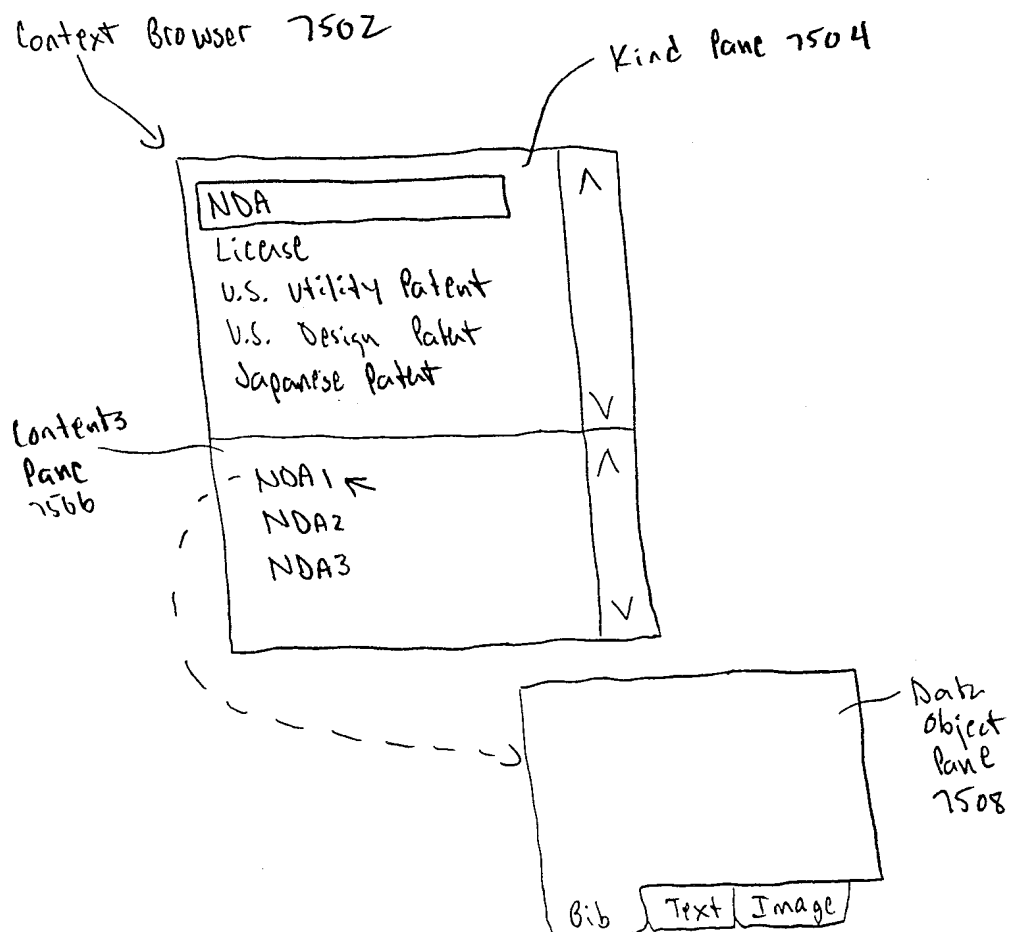 Context Browser 7502
Kind Pane 7504
NDA
License
U.S. Utility Patent
U.S. Design Patent
Japanese Patent
Contents
Pane
7506
NDA1
NDA2
NDA3
Data
Object
Pane
7508
Bib
Text
Image